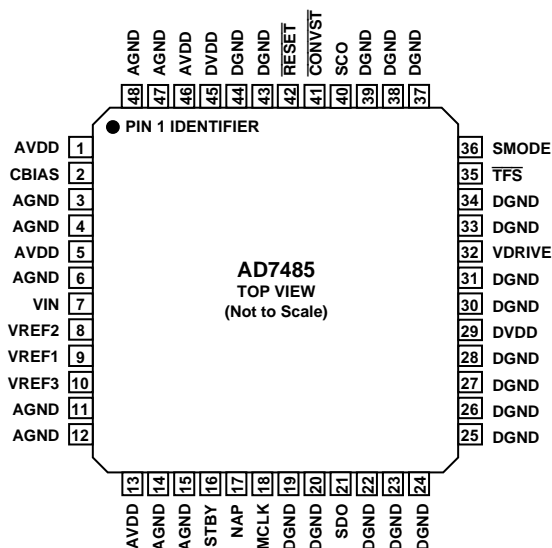 AGND AGND AVDD DVDD DGND DGND RESET CONVST SCO DGND DGND DGND
48 47 46 45 44 43 42 41 40 39 38 37
PIN 1 IDENTIFIER
AVDD 1
CBIAS 2
AGND 3
AGND 4
AVDD 5
AGND 6
VIN 7
VREF2 8
VREF1 9
VREF3 10
AGND 11
AGND 12
AD7485
TOP VIEW
(Not to Scale)
36 SMODE
35 TFS
34 DGND
33 DGND
32 VDRIVE
31 DGND
30 DGND
29 DVDD
28 DGND
27 DGND
26 DGND
25 DGND
13 14 15 16 17 18 19 20 21 22 23 24
AVDD AGND AGND STBY NAP MCLK DGND DGND SDO DGND DGND DGND